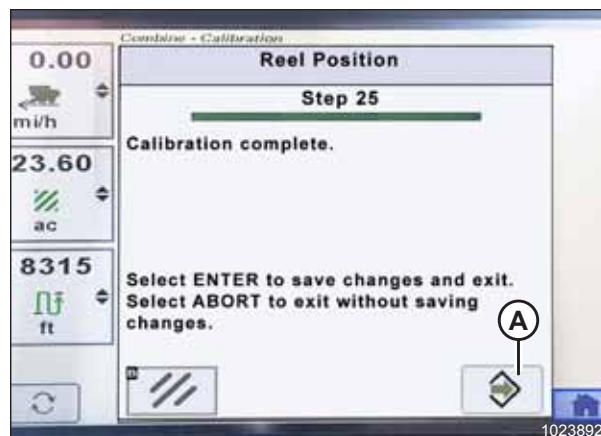 Combine - Calibration
0.00
mi/h
23.60
ac
8315
ft
Reel Position
Step 25
Calibration complete.
Select ENTER to save changes and exit.
Select ABORT to exit without saving
changes.
A
1023892